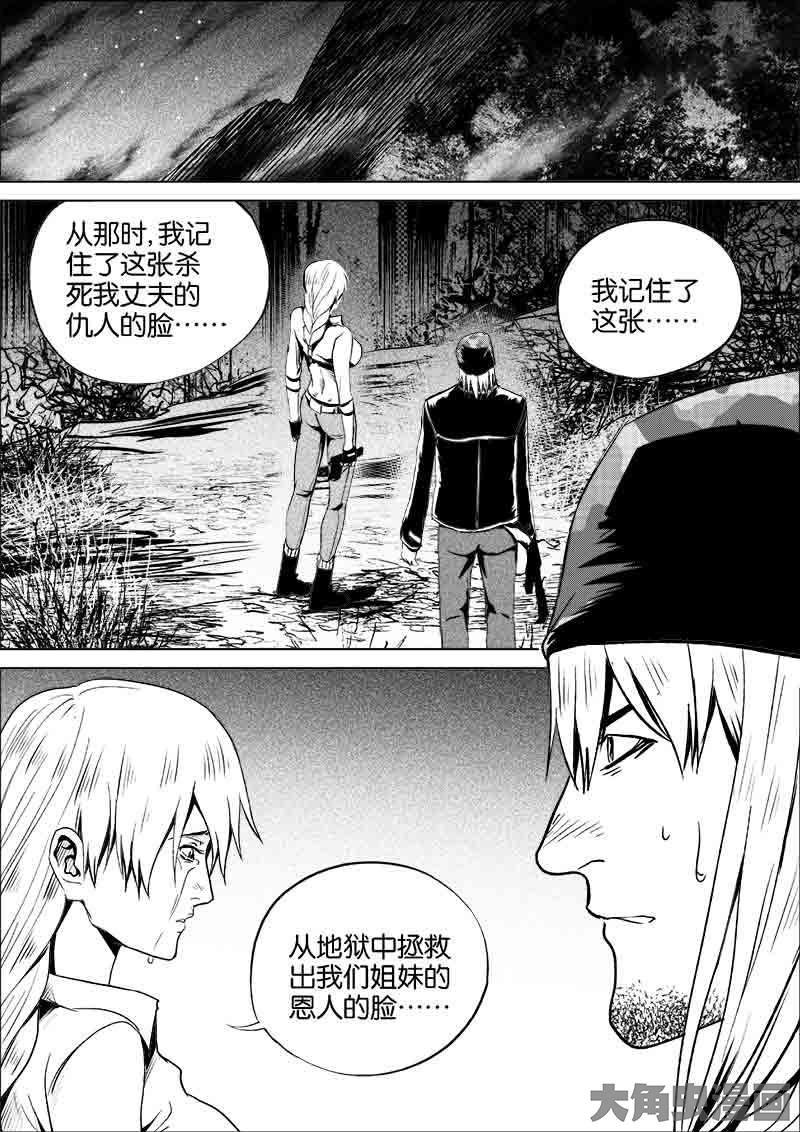 从那时,我记
住了这张杀
死我丈夫的
仇人的脸……
我记住了
这张……
从地狱中拯救
出我们姐妹的
恩人的脸……
大角虫漫画